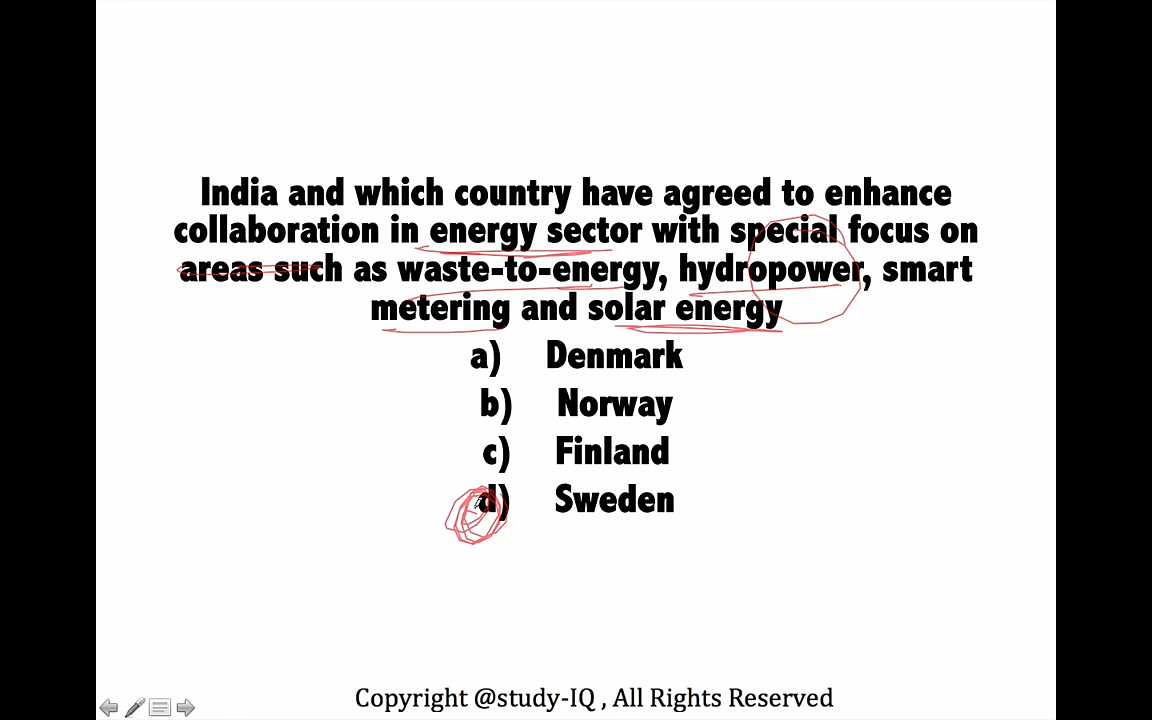 India and which country have agreed to enhance
collaboration in energy sector with special focus on
areas such as waste-to-energy, hydropower, smart
metering and solar energy
a) Denmark
b) Norway
c) Finland
d) Sweden
Copyright @study-IQ , All Rights Reserved